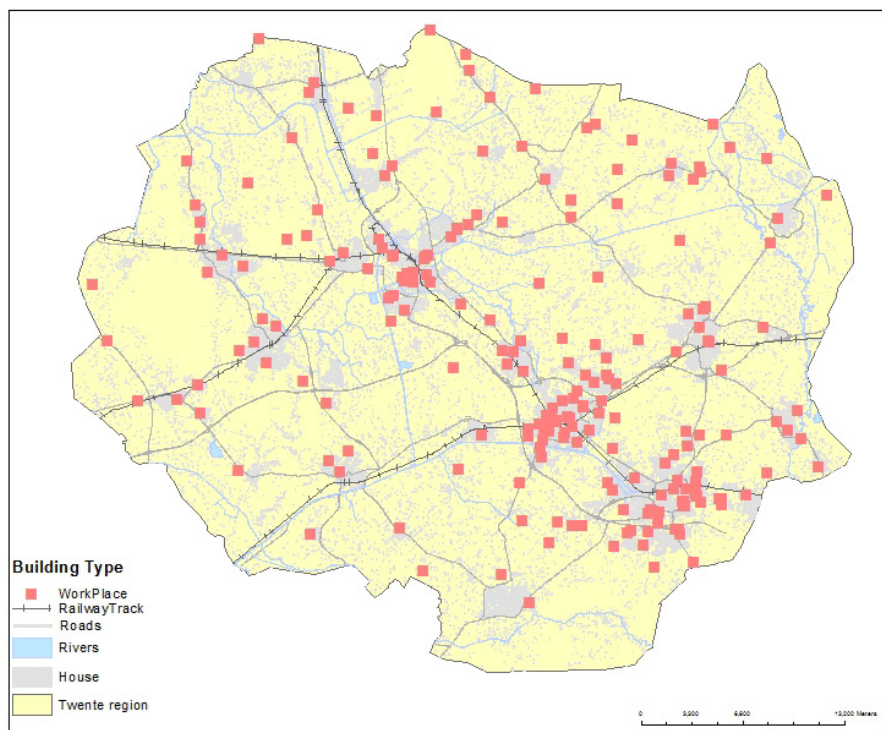 Building Type
WorkPlace
RailwayTrack
Roads
Rivers
House
Twente region
0 3,300 6,600 13,200 Meters